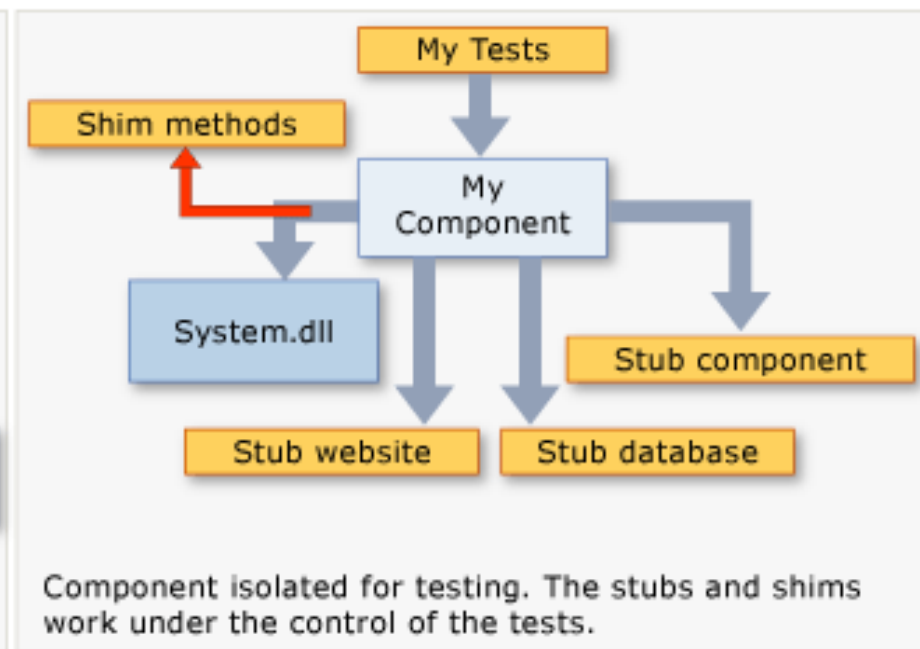 My Tests
Shim methods
My
Component
System.dll
Stub component
Stub website
Stub database
Component isolated for testing. The stubs and shims
work under the control of the tests.